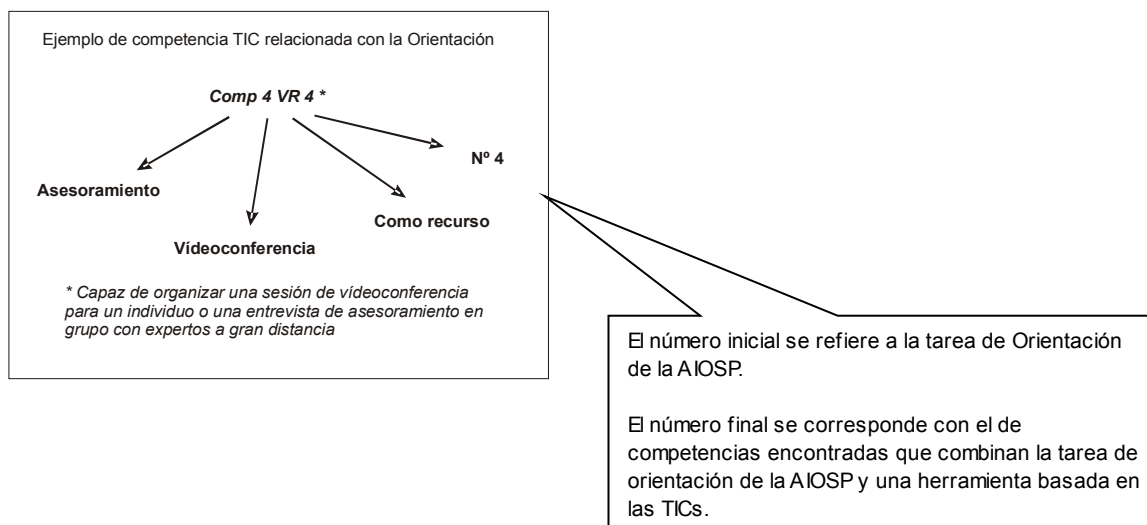 Ejemplo de competencia TIC relacionada con la Orientación
Comp 4 VR 4 *
Nº 4
Asesoramiento
Como recurso
Vídeoconferencia
* Capaz de organizar una sesión de vídeoconferencia
para un individuo o una entrevista de asesoramiento en
grupo con expertos a gran distancia
El número inicial se refiere a la tarea de Orientación
de la AIOSP.
El número final se corresponde con el de
competencias encontradas que combinan la tarea de
orientación de la AIOSP y una herramienta basada en
las TICs.